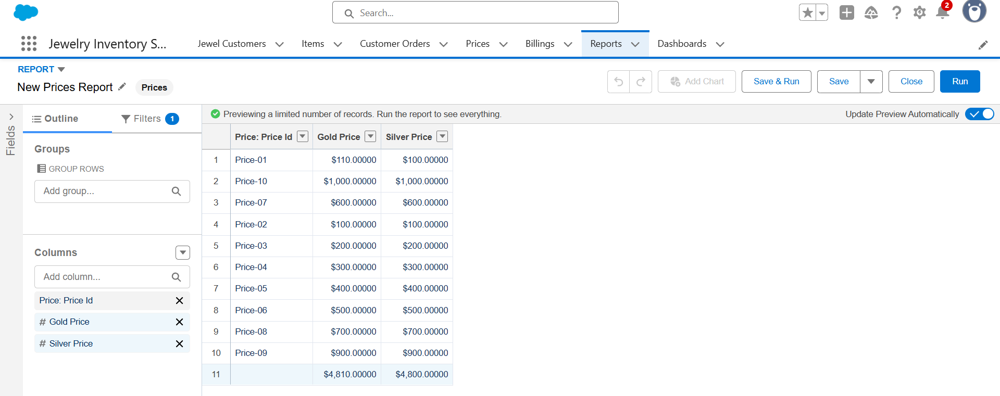 Search...
2
Jewelry Inventory S...
Jewel Customers
Items
Customer Orders
Prices
Billings
Reports
Dashboards
REPORT
New Prices Report
Prices
Add Chart
Save & Run
Save
Close
Run
Fields
Outline
Filters 1
Previewing a limited number of records. Run the report to see everything.
Update Preview Automatically
Groups
GROUP ROWS
Add group...
Columns
Add column...
Price: Price Id
# Gold Price
# Silver Price
Price: Price Id Gold Price Silver Price
1 Price-01 $110.00000 $100.00000
2 Price-10 $1,000.00000 $1,000.00000
3 Price-07 $600.00000 $600.00000
4 Price-02 $100.00000 $100.00000
5 Price-03 $200.00000 $200.00000
6 Price-04 $300.00000 $300.00000
7 Price-05 $400.00000 $400.00000
8 Price-06 $500.00000 $500.00000
9 Price-08 $700.00000 $700.00000
10 Price-09 $900.00000 $900.00000
11 $4,810.00000 $4,800.00000